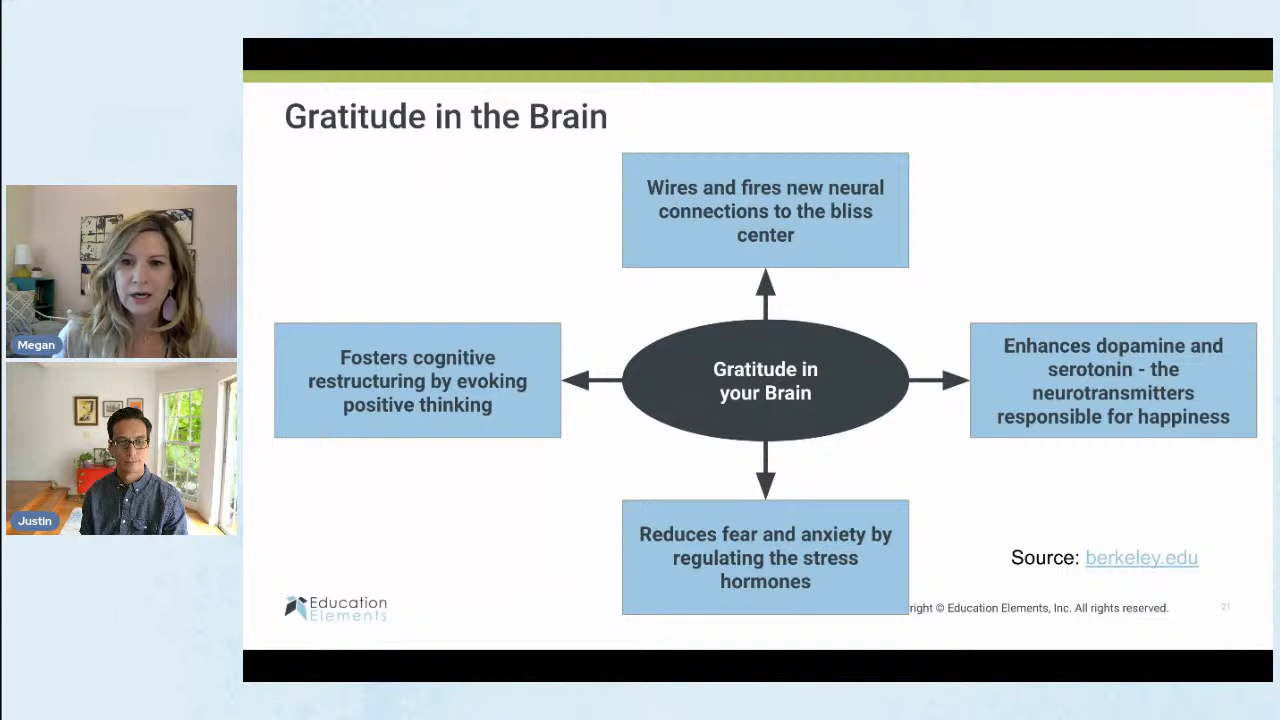 Gratitude in the Brain
Wires and fires new neural
connections to the bliss
center
Megan
Fosters cognitive
restructuring by evoking
positive thinking
Gratitude in
your Brain
Enhances dopamine and
serotonin - the
neurotransmitters
responsible for happiness
Justin
Reduces fear and anxiety by
regulating the stress
hormones
Source: berkeley.edu
Education
Elements
right © Education Elements, Inc. All rights reserved.
21